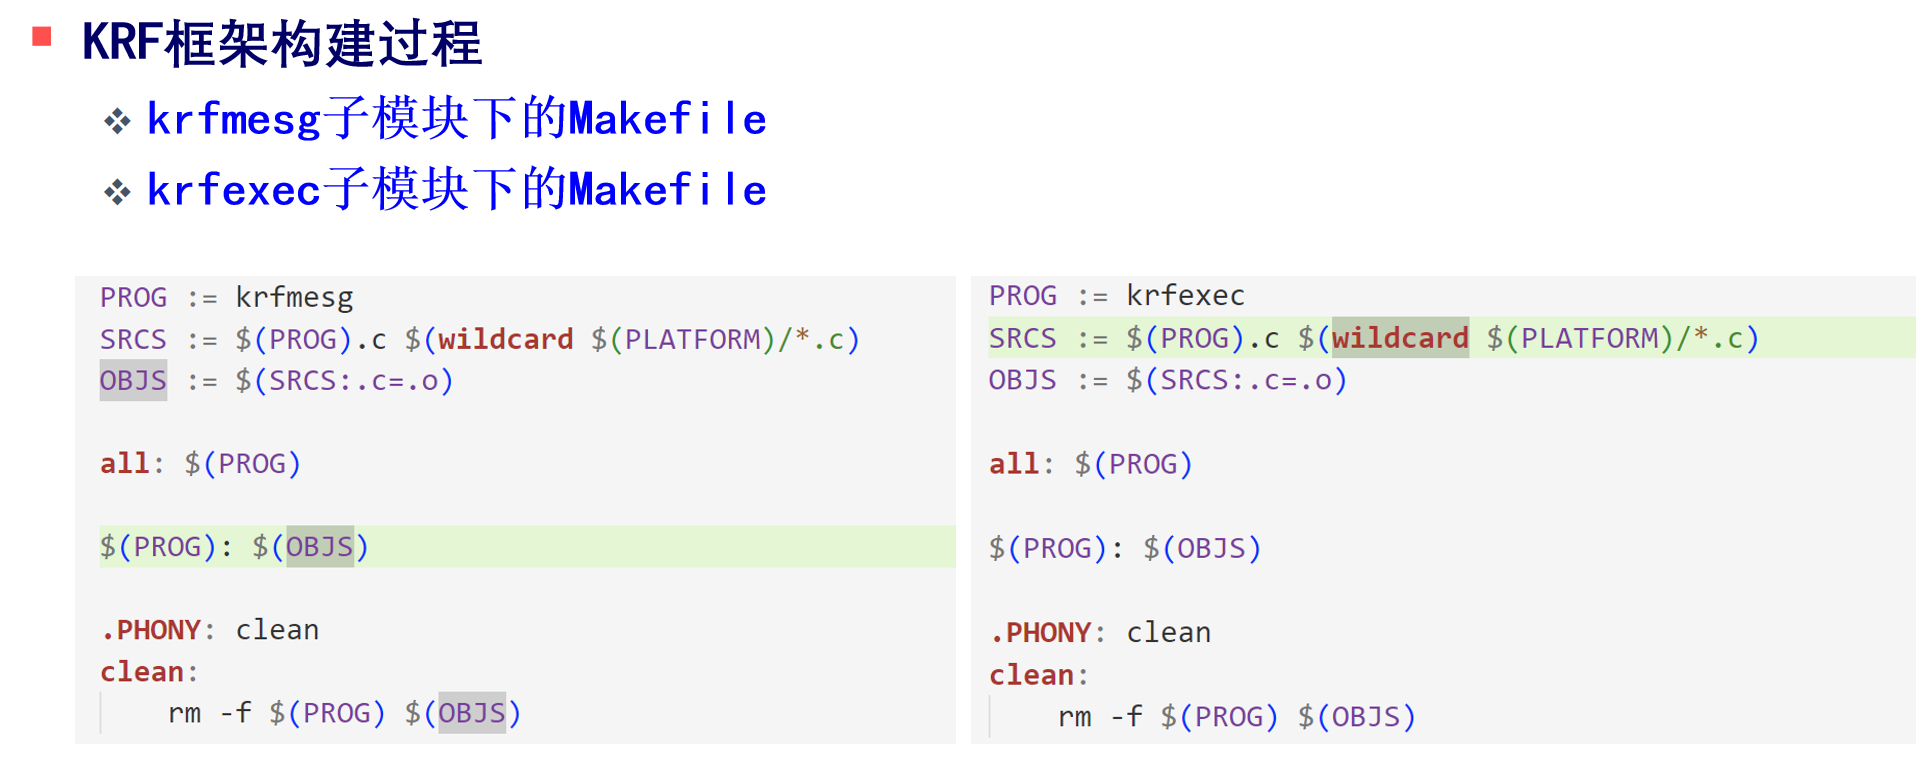 KRF框架构建过程
krfmesg子模块下的Makefile
krfexec子模块下的Makefile
PROG := krfmesg
SRCS := $(PROG).c $(wildcard $(PLATFORM)/*.c)
OBJS := $(SRCS:.c=.o)
all: $(PROG)
$(PROG): $(OBJS)
.PHONY: clean
clean:
rm -f $(PROG) $(OBJS)
PROG := krfexec
SRCS := $(PROG).c $(wildcard $(PLATFORM)/*.c)
OBJS := $(SRCS:.c=.o)
all: $(PROG)
$(PROG): $(OBJS)
.PHONY: clean
clean:
rm -f $(PROG) $(OBJS)